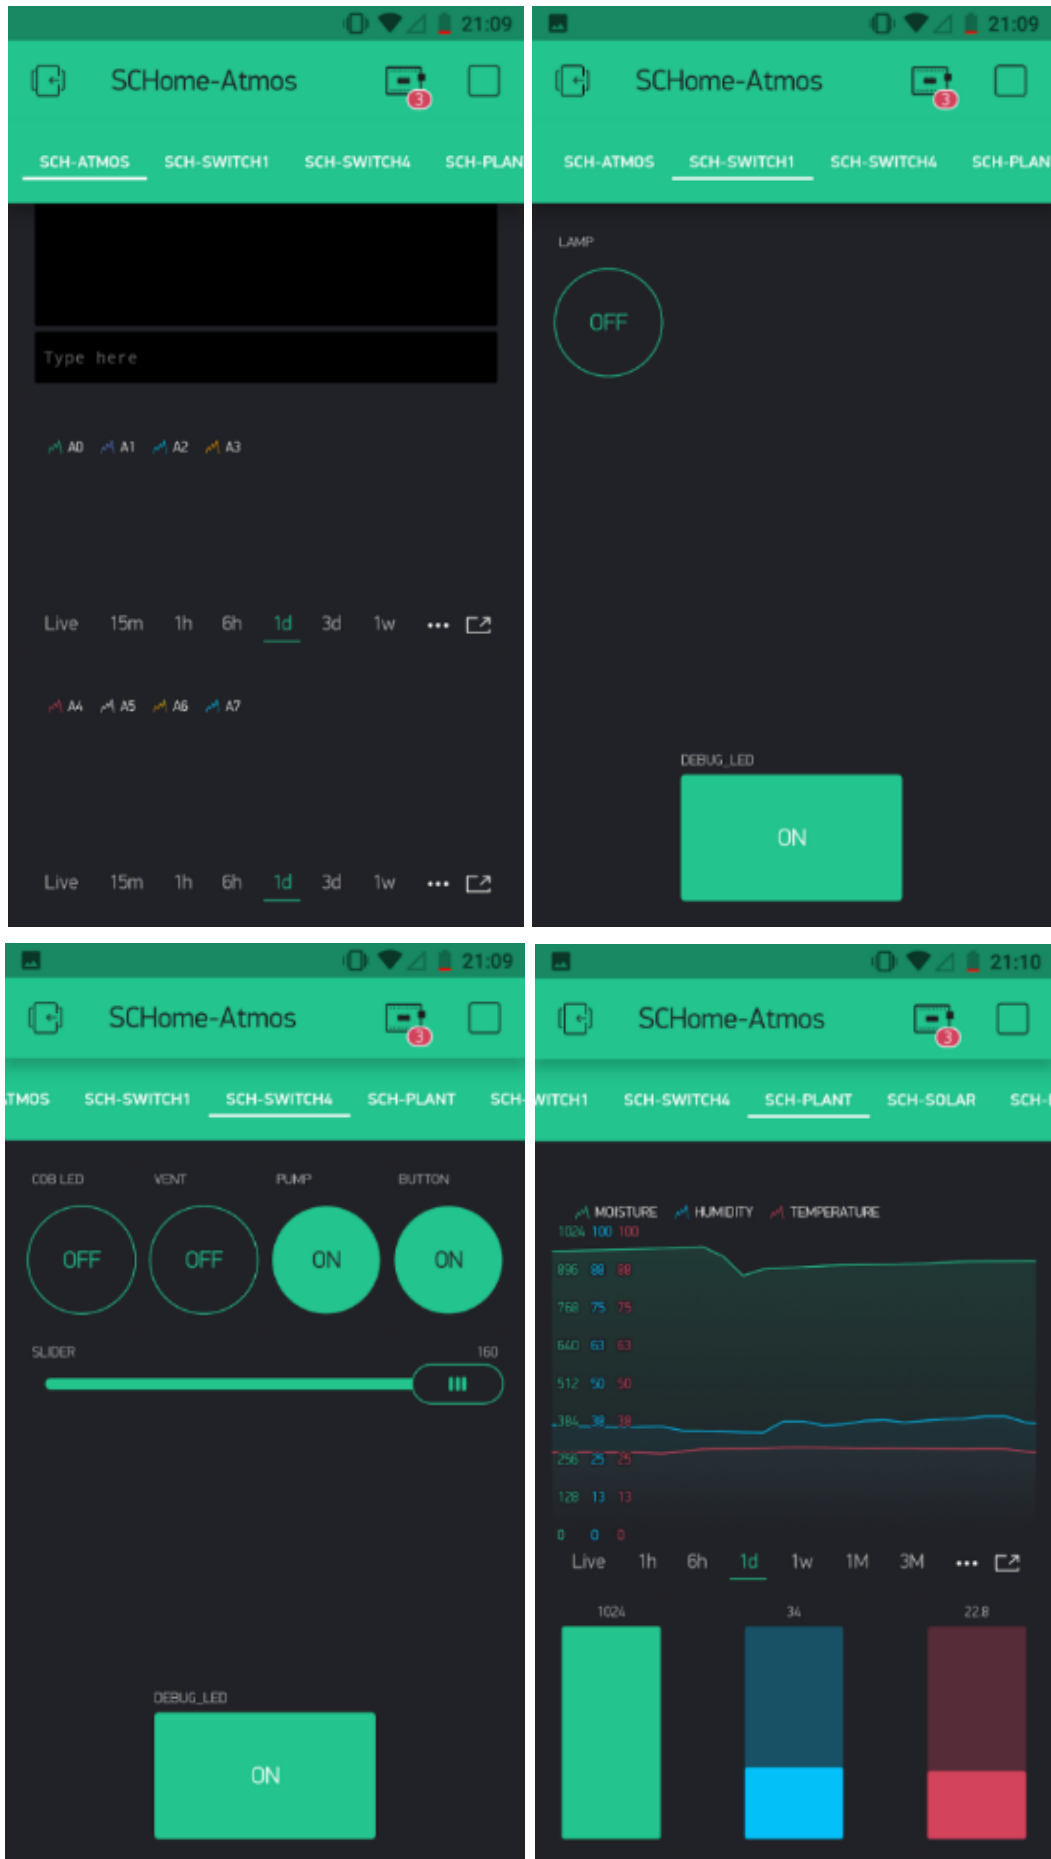 21:09
SCHome-Atmos
3
SCH-ATMOS SCH-SWITCH1 SCH-SWITCH4 SCH-PLAN
Type here
A0 A1 A2 A3
Live 15m 1h 6h 1d 3d 1w
A4 A5 A6 A7
Live 15m 1h 6h 1d 3d 1w
21:09
SCHome-Atmos
3
SCH-ATMOS SCH-SWITCH1 SCH-SWITCH4 SCH-PLAN
LAMP
OFF
DEBUG_LED
ON
21:09
SCHome-Atmos
3
TMOS SCH-SWITCH1 SCH-SWITCH4 SCH-PLANT SCH-
COB LED VENT PUMP BUTTON
OFF OFF ON ON
SLIDER 160
DEBUG_LED
ON
21:10
SCHome-Atmos
3
WITCH1 SCH-SWITCH4 SCH-PLANT SCH-SOLAR SCH-
MOISTURE HUMIDITY TEMPERATURE
1024 100 100
896 88 88
768 75 75
640 63 63
512 50 50
384 38 38
256 25 25
128 13 13
0 0 0
Live 1h 6h 1d 1w 1M 3M
1024 34 22.8